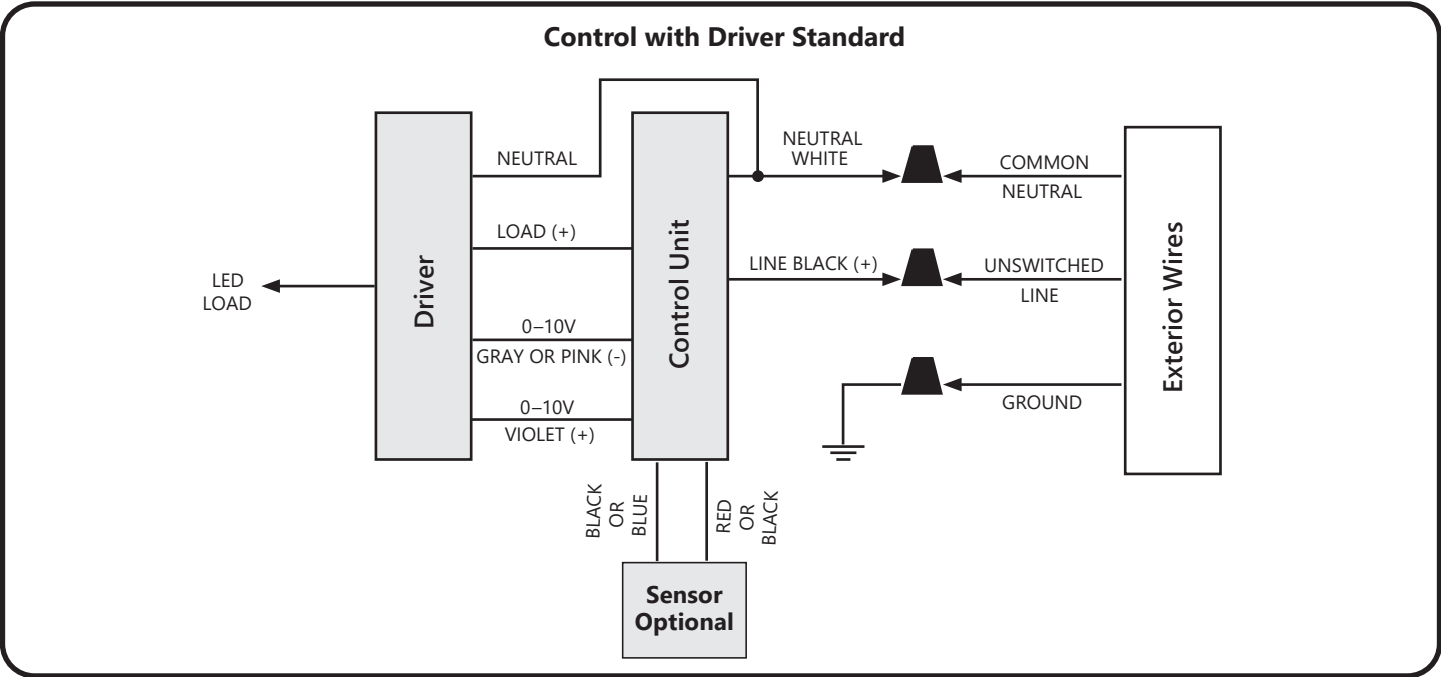 Control with Driver Standard
NEUTRAL
NEUTRAL
WHITE
COMMON
NEUTRAL
LOAD (+)
LINE BLACK (+)
UNSWITCHED
LINE
LED
LOAD
Driver
Control Unit
Exterior Wires
0–10V
GRAY OR PINK (-)
0–10V
VIOLET (+)
GROUND
BLACK
OR
BLUE
RED
OR
BLACK
Sensor
Optional